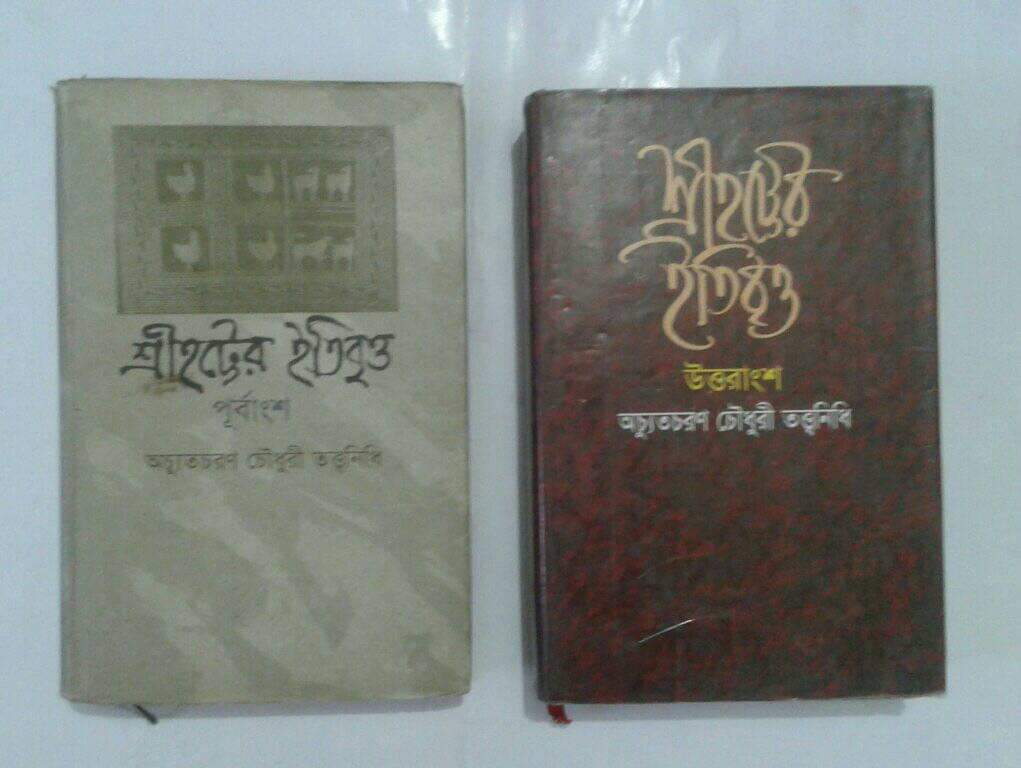 শ্রীহট্টের ইতিবৃত্ত
পূর্বাংশ
অচ্যুতচরণ চৌধুরী তত্ত্বনিধি
শ্রীহট্টের
ইতিবৃত্ত
উত্তরাংশ
অচ্যুতচরণ চৌধুরী তত্ত্বনিধি